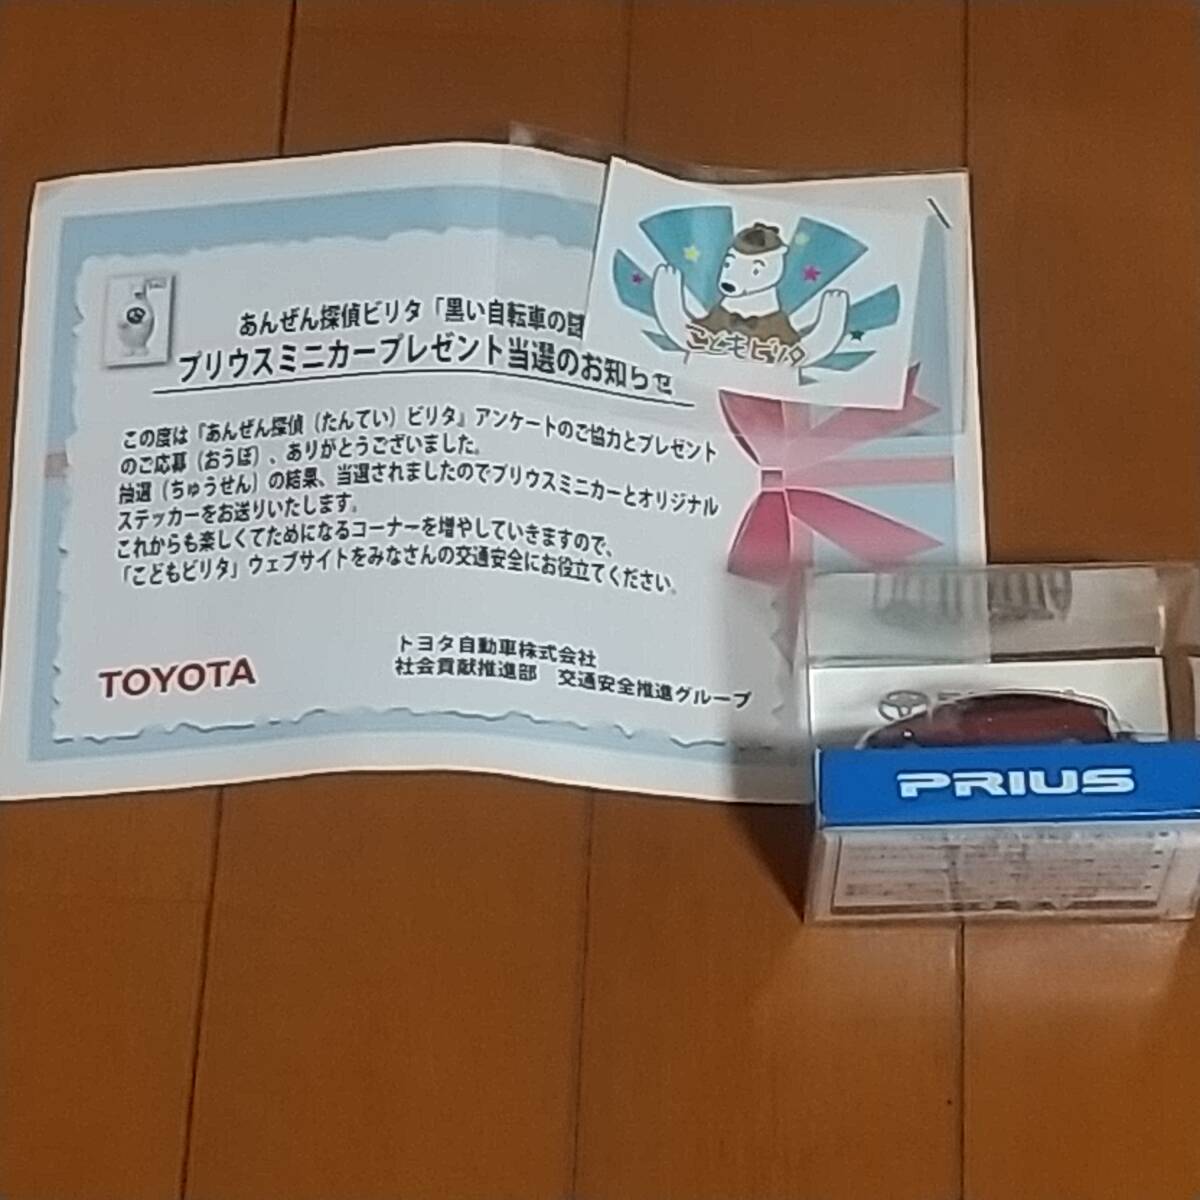 あんぜん探偵ビリタ「黒い自転車の謎
プリウスミニカープレゼント当選のお知らせ
こどもビリタ
この度は『あんぜん探偵（たんてい）ビリタ』アンケートのご協力とプレゼント
のご応募（おうぼ）、ありがとうございました。
抽選（ちゅうせん）の結果、当選されましたのでプリウスミニカーとオリジナル
ステッカーをお送りいたします。
これからも楽しくてためになるコーナーを増やしていきますので、
「こどもビリタ」ウェブサイトをみなさんの交通安全にお役立てください。
トヨタ自動車株式会社
社会貢献推進部　交通安全推進グループ
TOYOTA
PRIUS